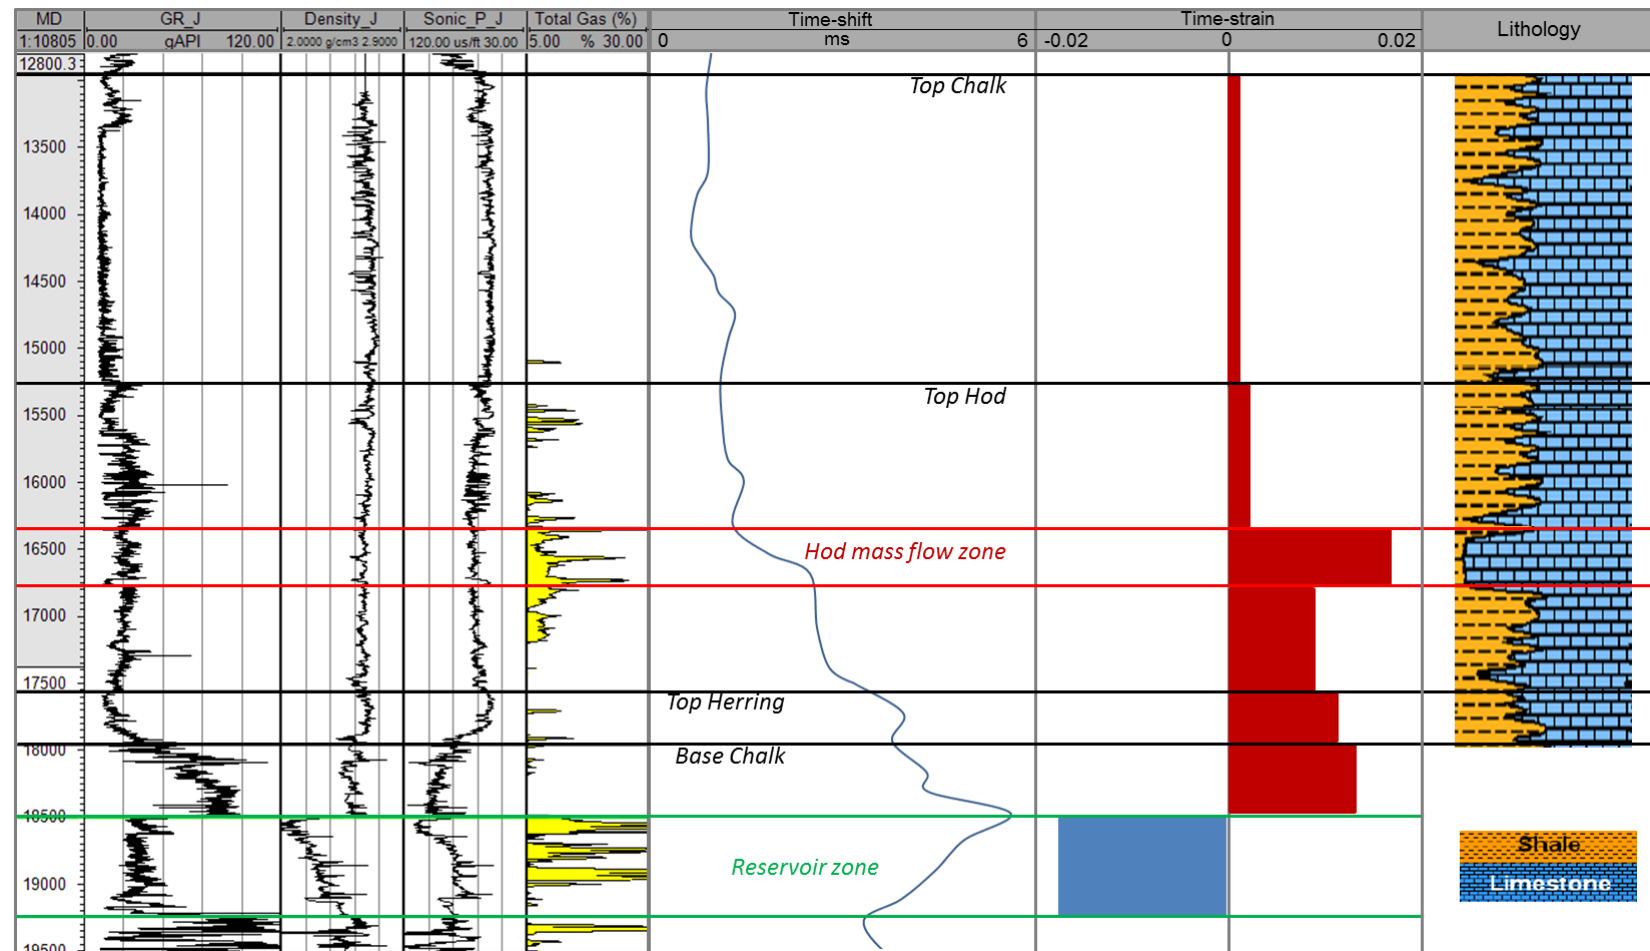 MD GR_J Density_J Sonic_P_J Total Gas (%) Time-shift Time-strain Lithology
1:10805 0.00 gAPI 120.00 2.0000 g/cm3 2.9000 120.00 us/ft 30.00 5.00 % 30.00 0 ms 6 -0.02 0 0.02
12800.3
Top Chalk
13500
14000
14500
15000
Top Hod
15500
16000
16500
Hod mass flow zone
17000
17500
Top Herring
18000
Base Chalk
18500
Shale
Reservoir zone
19000
Limestone
19500